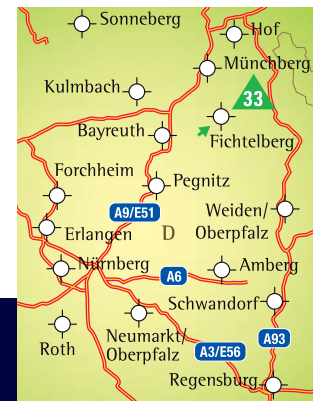 Sonneberg
Hof
Münchberg
Kulmbach
33
Bayreuth
Fichtelberg
Forchheim
Pegnitz
A9/E51
Weiden/
Oberpfalz
Erlangen
D
Nürnberg
A6
Amberg
Schwandorf
Roth
Neumarkt/
Oberpfalz
A3/E56
A93
Regensburg